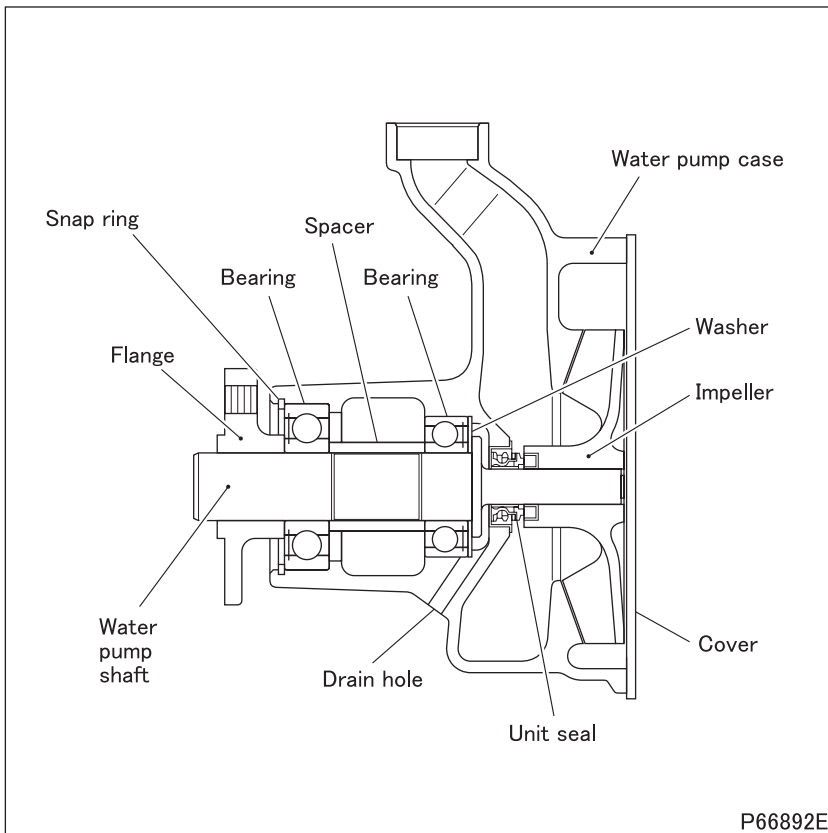 Water pump case
Snap ring
Spacer
Bearing
Bearing
Washer
Flange
Impeller
Water
pump
shaft
Drain hole
Cover
Unit seal
P66892E